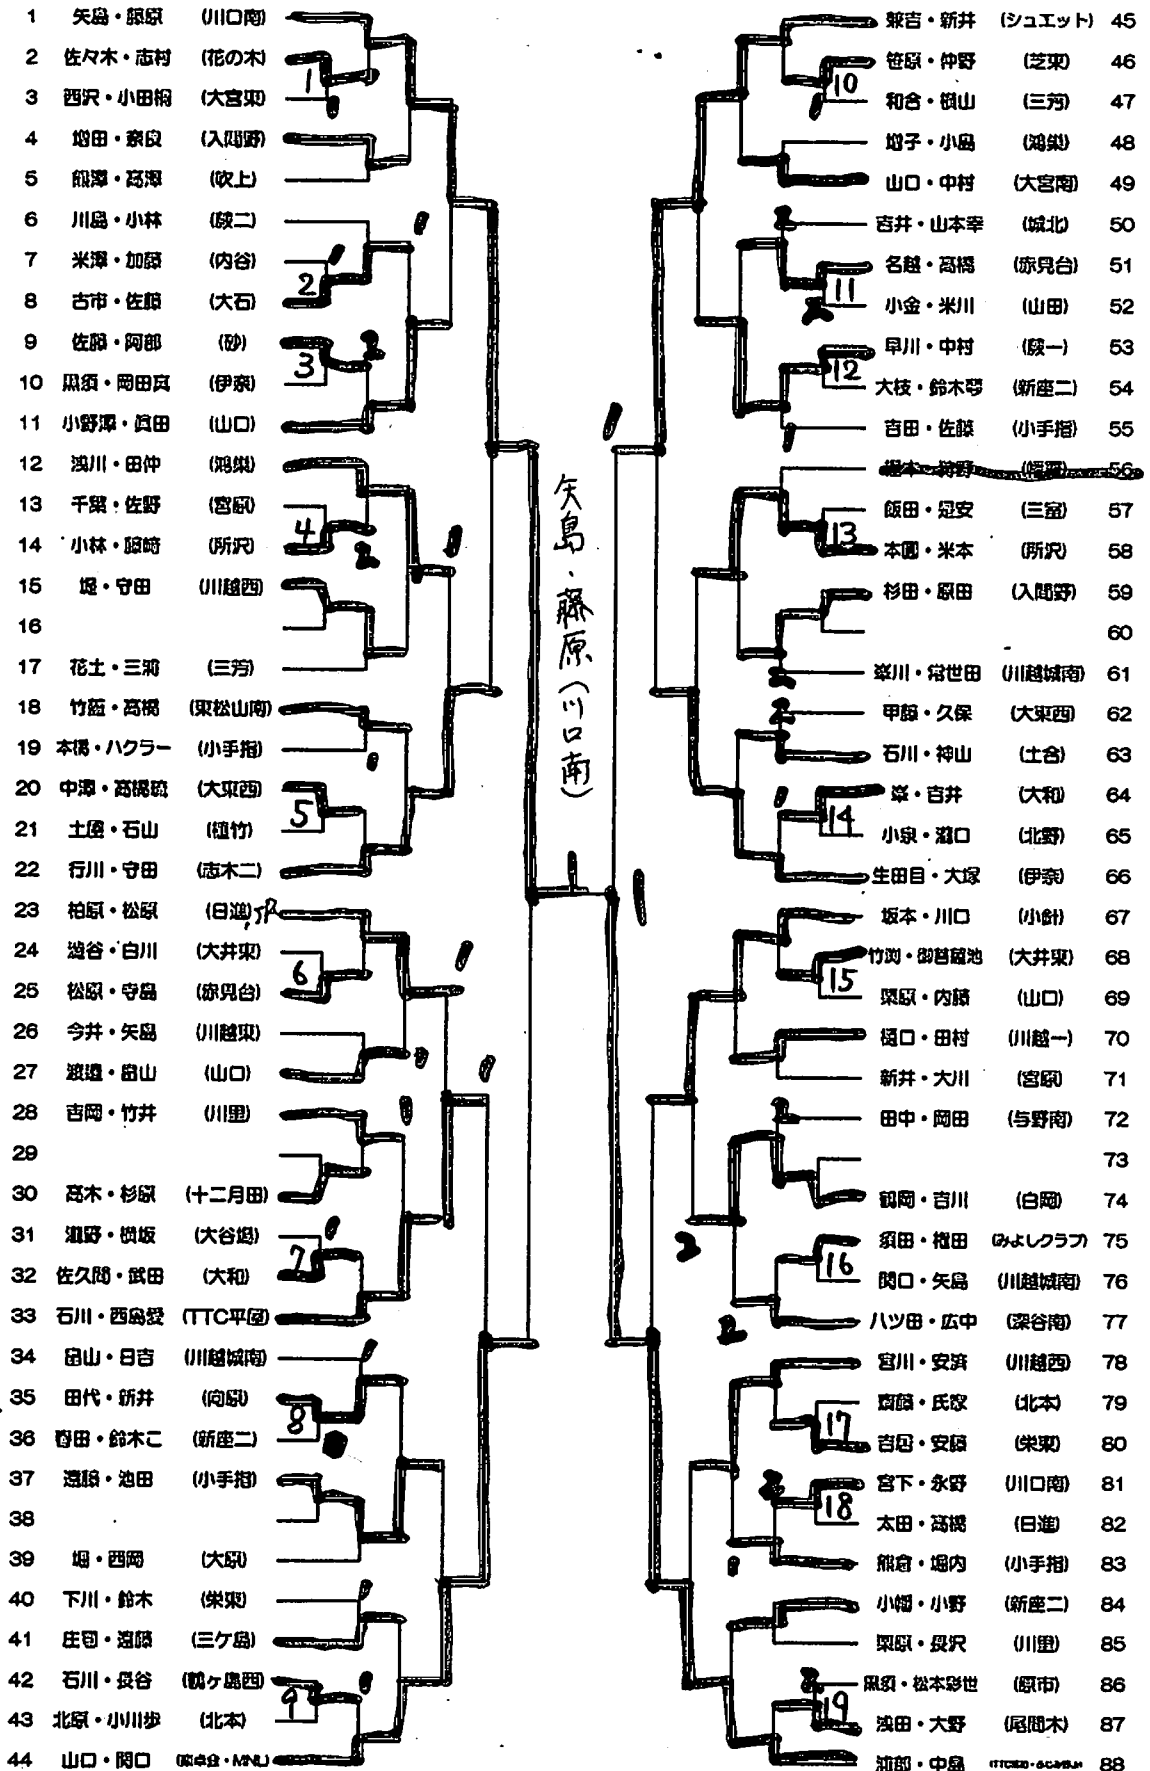 1 矢島・藤原 (川口南)
2 佐々木・志村 (花の木)
3 西沢・小田桐 (大宮東)
4 増田・奈良 (入間野)
5 熊澤・高澤 (吹上)
6 川島・小林 (蕨二)
7 米澤・加藤 (内谷)
8 古市・佐藤 (大石)
9 佐藤・阿部 (砂)
10 黒須・岡田真 (伊奈)
11 小野澤・眞田 (山口)
12 浅川・田仲 (鴻巣)
13 千葉・佐野 (宮原)
14 小林・藤崎 (所沢)
15 堤・守田 (川越西)
16
17 花土・三浦 (三芳)
18 竹蓋・高橋 (東松山南)
19 本橋・ハクラー (小手指)
20 中澤・高橋琉 (大東西)
21 土屋・石山 (植竹)
22 行川・守田 (志木二)
23 柏原・松原 (日進)
24 澁谷・白川 (大井東)
25 松原・寺島 (赤見台)
26 今井・矢島 (川越東)
27 渡邉・畠山 (山口)
28 吉岡・竹井 (川里)
29
30 高木・杉原 (十二月田)
31 瀧野・横坂 (大谷場)
32 佐久間・武田 (大和)
33 石川・西島愛 (TTC平屋)
34 畠山・日吉 (川越城南)
35 田代・新井 (向原)
36 春田・鈴木こ (新座二)
37 遠藤・池田 (小手指)
38
39 堀・西岡 (大原)
40 下川・鈴木 (栄東)
41 庄司・遠藤 (三ケ島)
42 石川・長谷 (鶴ヶ島西)
43 北原・小川歩 (北本)
44 山口・関口
1
2
3
4
5
6
7
8
9
矢島・藤原(川口南)
10
11
12
13
14
15
16
17
18
19
・新井 (シュエット) 45
笹原・仲野 (芝東) 46
和合・横山 (三芳) 47
増子・小島 (鴻巣) 48
山口・中村 (大宮南) 49
吉井・山本幸 (城北) 50
名越・高橋 (赤見台) 51
小金・米川 (山田) 52
早川・中村 (蕨一) 53
大枝・鈴木琴 (新座二) 54
吉田・佐藤 (小手指) 55
56
飯田・足安 (三室) 57
本園・米本 (所沢) 58
杉田・原田 (入間野) 59
60
峯川・常世田 (川越城南) 61
甲藤・久保 (大東西) 62
石川・神山 (土合) 63
峯・吉井 (大和) 64
小泉・瀧口 (北野) 65
生田目・大塚 (伊奈) 66
坂本・川口 (小針) 67
竹渕・御菩薩池 (大井東) 68
栗原・内藤 (山口) 69
樋口・田村 (川越一) 70
新井・大川 (宮原) 71
田中・岡田 (与野南) 72
73
鶴岡・吉川 (白岡) 74
須田・権田 (みよしクラブ) 75
関口・矢島 (川越城南) 76
八ツ田・広中 (深谷南) 77
宮川・安済 (川越西) 78
齋藤・氏家 (北本) 79
吉居・安藤 (栄東) 80
宮下・永野 (川口南) 81
太田・高橋 (日進) 82
熊倉・堀内 (小手指) 83
小幡・小野 (新座二) 84
栗原・長沢 (川里) 85
黒須・松本彩世 (原市) 86
浅田・大野 (尾間木) 87
渡部・中島 88